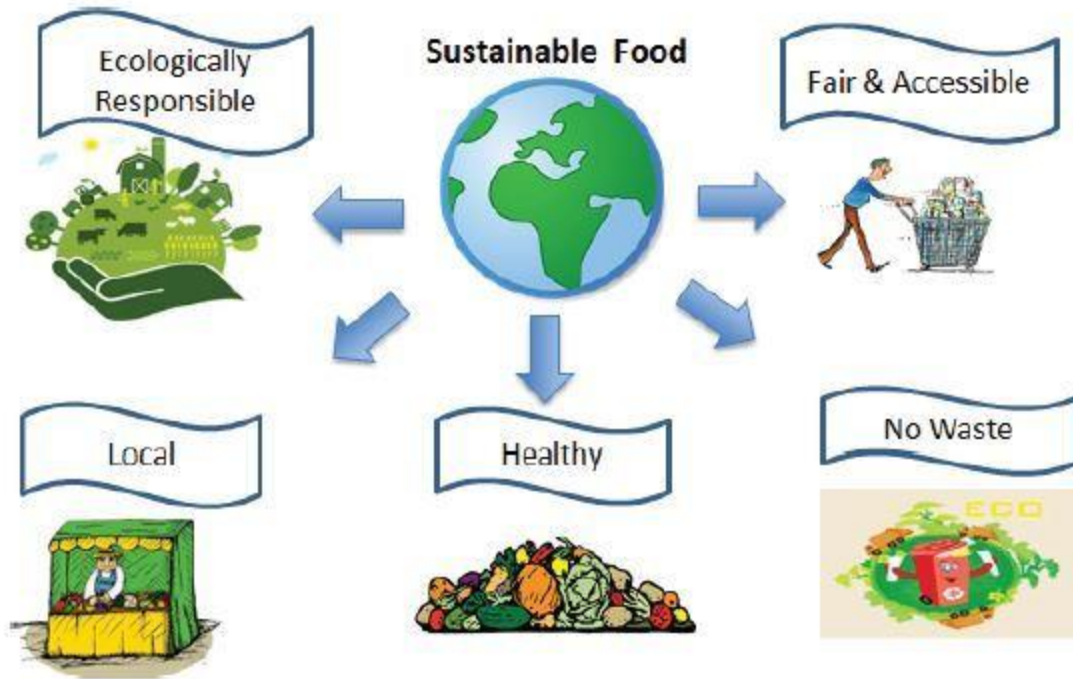 Sustainable Food
Ecologically
Responsible
Fair & Accessible
Local
Healthy
No Waste
ECO